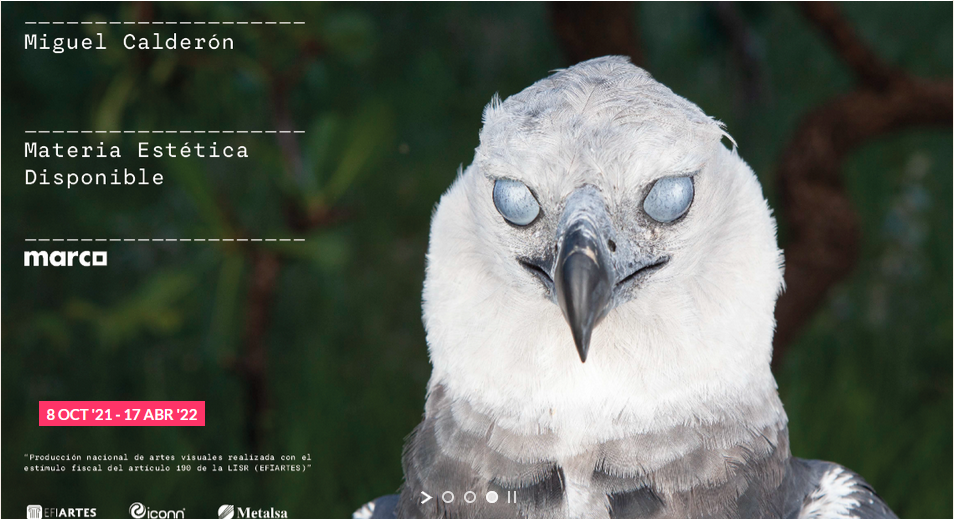 Miguel Calderón
Materia Estética
Disponible
marco
8 OCT '21 - 17 ABR '22
"Producción nacional de artes visuales realizada con el
estímulo fiscal del artículo 190 de la LISR (EFIARTES)"
EFIARTES iconn Metalsa